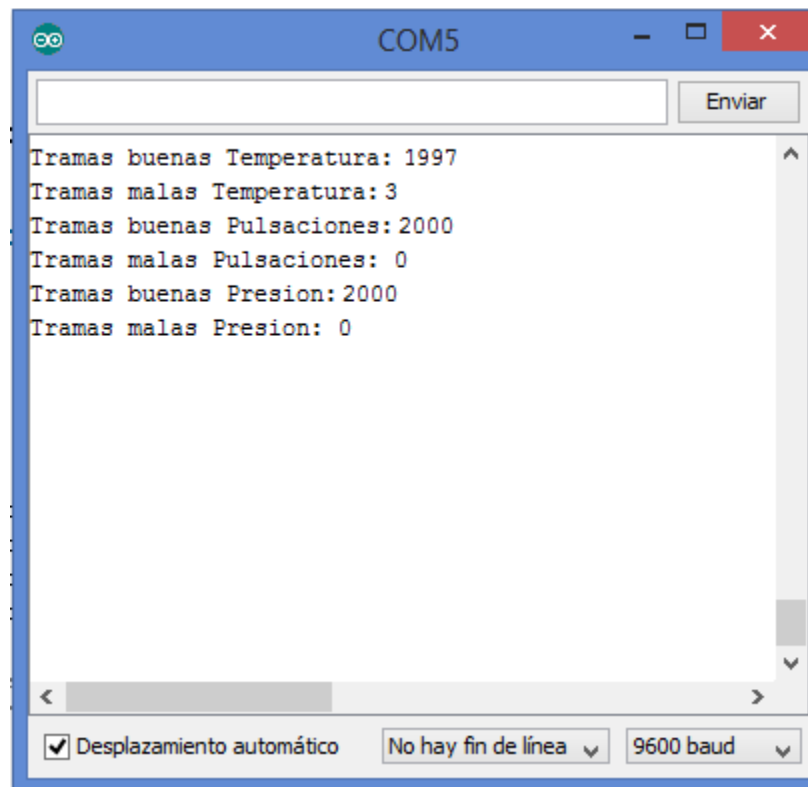 COM5
Enviar
Tramas buenas Temperatura: 1997
Tramas malas Temperatura: 3
Tramas buenas Pulsaciones: 2000
Tramas malas Pulsaciones: 0
Tramas buenas Presion: 2000
Tramas malas Presion: 0
Desplazamiento automático No hay fin de línea 9600 baud